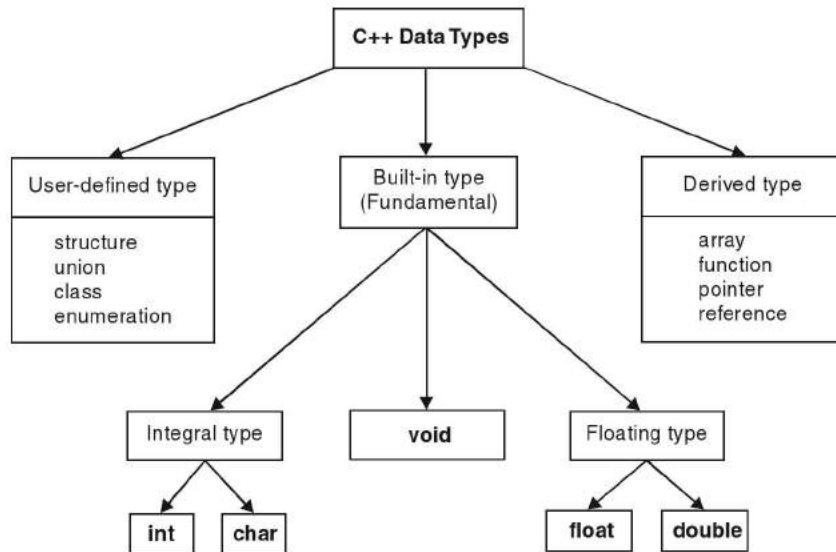 C++ Data Types
User-defined type
structure
union
class
enumeration
Built-in type
(Fundamental)
Derived type
array
function
pointer
reference
Integral type
void
Floating type
int
char
float
double